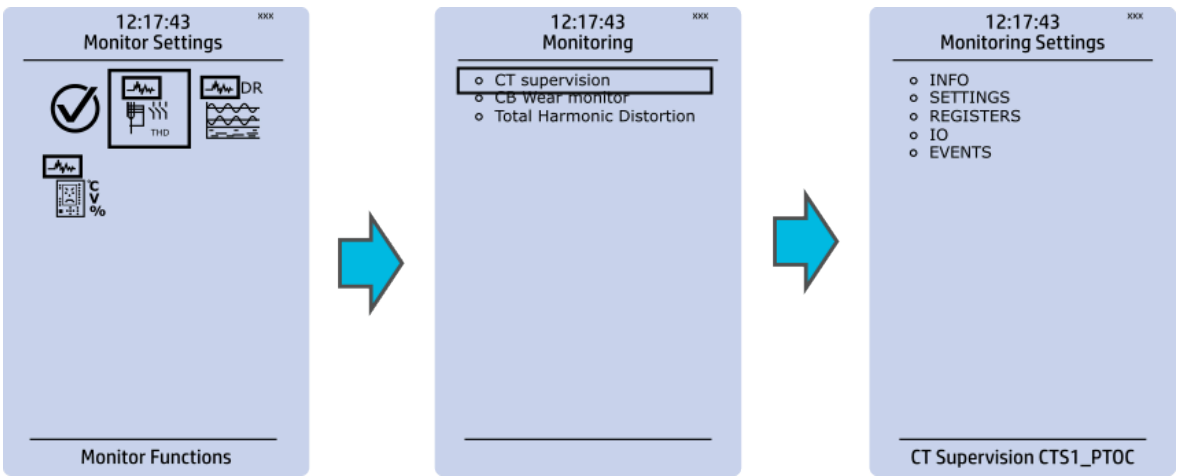 12:17:43 xxx
Monitor Settings
DR
THD
°C
V
%
Monitor Functions
12:17:43 xxx
Monitoring
CT supervision
CB Wear monitor
Total Harmonic Distortion
12:17:43 xxx
Monitoring Settings
INFO
SETTINGS
REGISTERS
IO
EVENTS
CT Supervision CTS1_PTOC